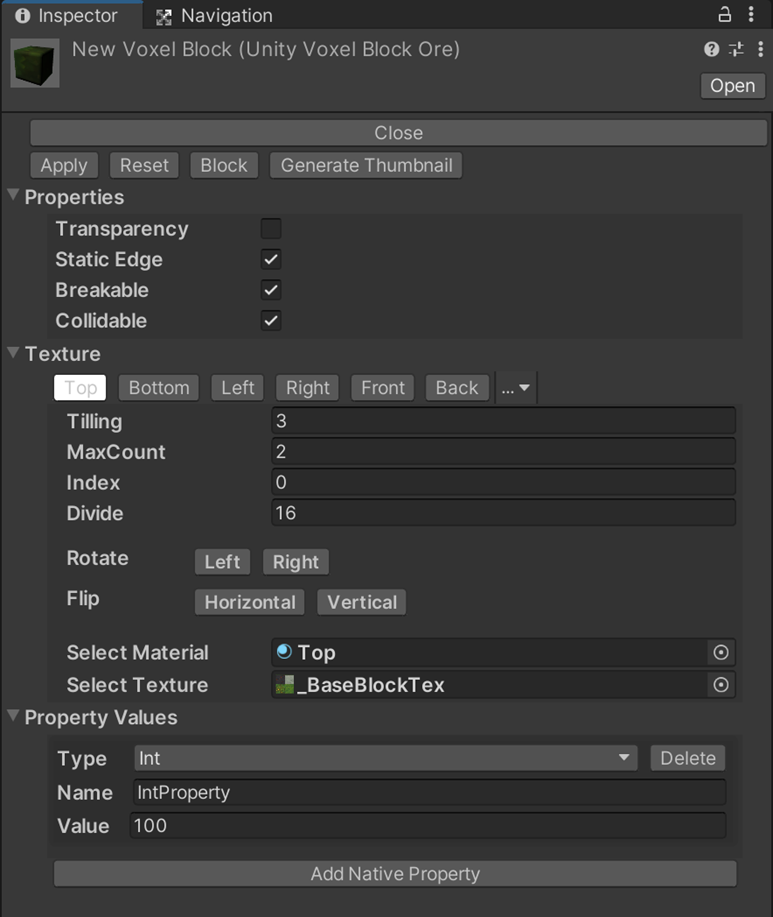 Inspector Navigation
New Voxel Block (Unity Voxel Block Ore)
Open
Close
Apply Reset Block Generate Thumbnail
Properties
Transparency
Static Edge
Breakable
Collidable
Texture
Top Bottom Left Right Front Back ...
Tilling 3
MaxCount 2
Index 0
Divide 16
Rotate Left Right
Flip Horizontal Vertical
Select Material Top
Select Texture _BaseBlockTex
Property Values
Type Int Delete
Name IntProperty
Value 100
Add Native Property